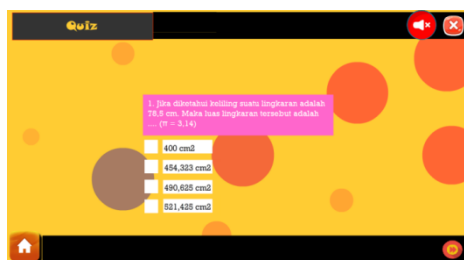 Quiz
1. Jika diketahui keliling suatu lingkaran adalah
78,5 cm. Maka luas lingkaran tersebut adalah
.... (π = 3,14)
400 cm2
454,323 cm2
490,625 cm2
521,425 cm2